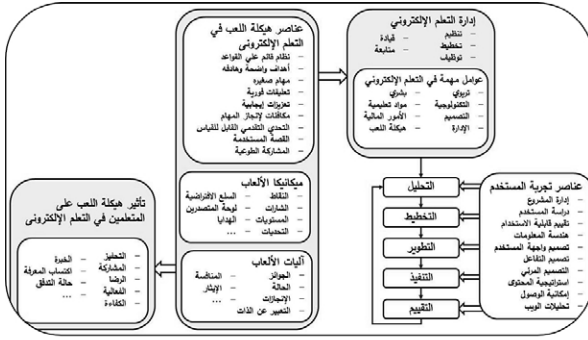 إدارة التعلم الإلكتروني
– تنظيم – قيادة
– تخطيط – متابعة
– توظيف
عوامل مهمة في التعلم الإلكتروني
– تربوي – بشري
– التكنولوجية – مواد تعليمية
– التصميم – الأمور المالية
– الإدارة – هيكلة اللعب
عناصر هيكلة اللعب في
التعلم الإلكتروني
– نظام قائم علي القواعد
– أهداف واضحة وهادفه
– مهام صغيره
– تعليقات فورية
– تعزيزات إيجابية
– مكافئات لإنجاز المهام
– التحدي التقدمي القابل للقياس
– القصة المستخدمة
– المشاركة الطوعية
ميكانيكا الألعاب
– النقاط – السلع الافتراضية
– الشارات – لوحة المتصدرين
– المستويات – الهدايا
– التحديات – ...
آليات الألعاب
– الجوائز – المنافسة
– الحالة – الإيثار
– الإنجازات – ...
– التعبير عن الذات
تأثير هيكلة اللعب على
المتعلمين في التعلم الإلكتروني
– التحفيز – الخبرة
– المشاركة – اكتساب المعرفة
– الرضا – حالة التدفق
– الفعالية – ...
– الكفاءة
التحليل
التخطيط
التطوير
التنفيذ
التقييم
عناصر تجربة المستخدم
– إدارة المشروع
– دراسة المستخدم
– تقييم قابلية الاستخدام
– هندسة المعلومات
– تصميم واجهة المستخدم
– تصميم التفاعل
– التصميم المرئي
– استراتيجية المحتوى
– إمكانية الوصول
– تحليلات الويب